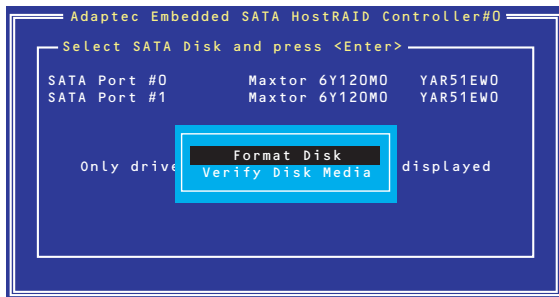 Adaptec Embedded SATA HostRAID Controller#0
Select SATA Disk and press <Enter>
SATA Port #0 Maxtor 6Y120M0 YAR51EW0
SATA Port #1 Maxtor 6Y120M0 YAR51EW0
Format Disk
Only drive displayed
Verify Disk Media